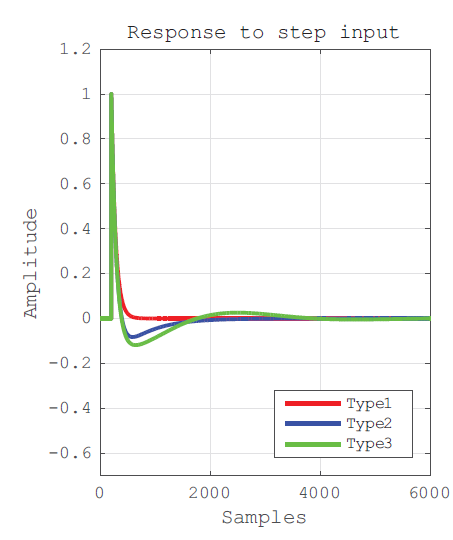 Response to step input
1.2
1
0.8
0.6
0.4
0.2
0
-0.2
-0.4
-0.6
Amplitude
Type1
Type2
Type3
0 2000 4000 6000
Samples